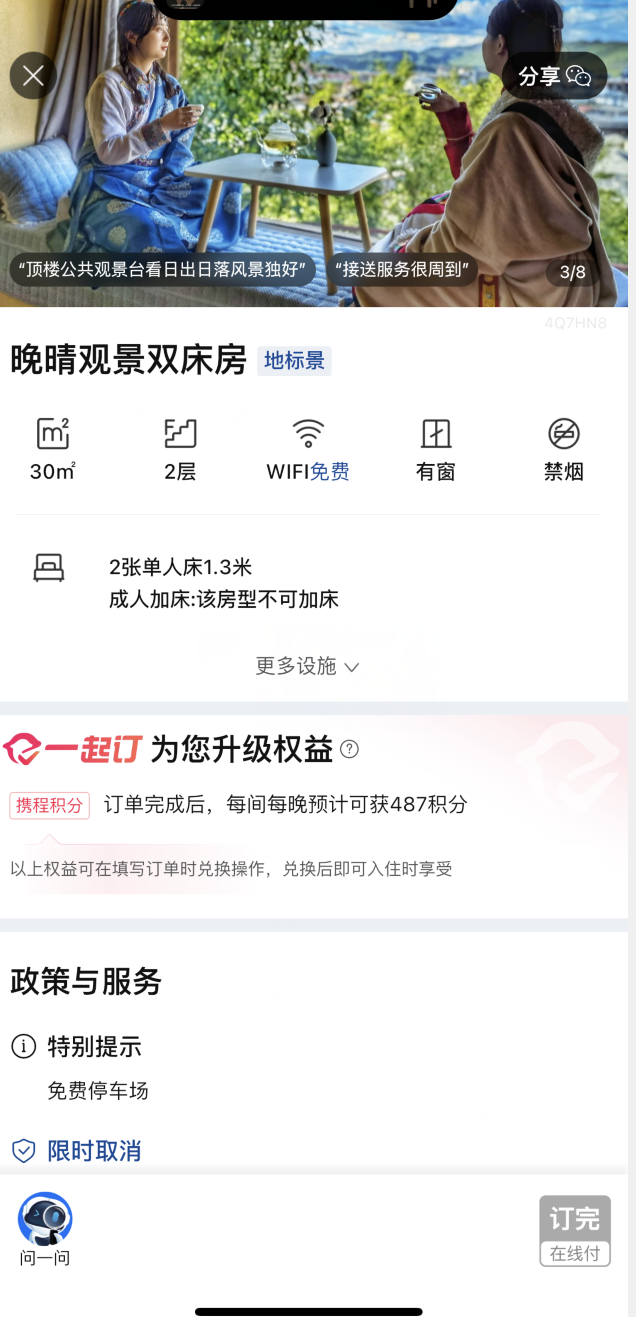 分享
“顶楼公共观景台看日出日落风景独好”
“接送服务很周到”
3/8
4Q7HN8
晚晴观景双床房 地标景
30㎡
2层
WIFI免费
有窗
禁烟
2张单人床1.3米
成人加床:该房型不可加床
更多设施
一起订 为您升级权益
携程积分 订单完成后，每间每晚预计可获487积分
以上权益可在填写订单时兑换操作，兑换后即可入住时享受
政策与服务
特别提示
免费停车场
限时取消
问一问
订完
在线付